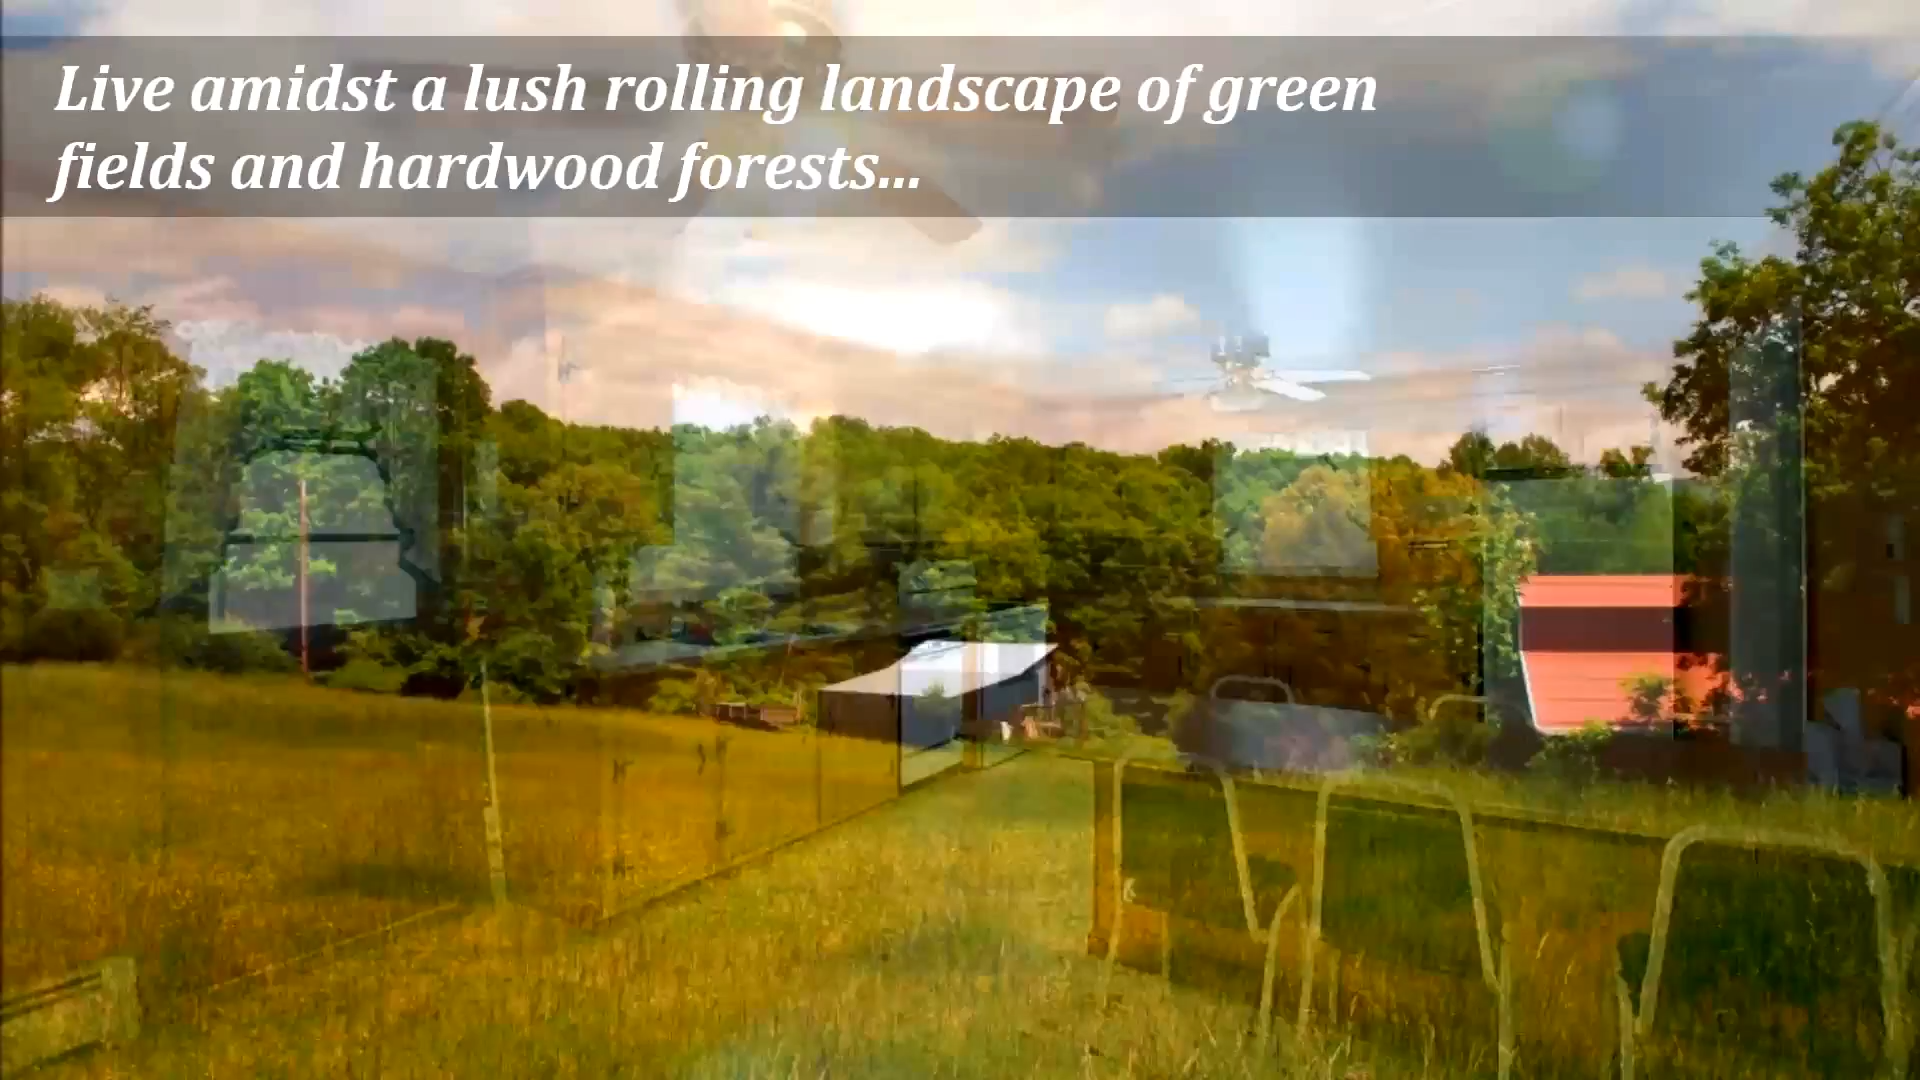 Live amidst a lush rolling landscape of green
fields and hardwood forests...